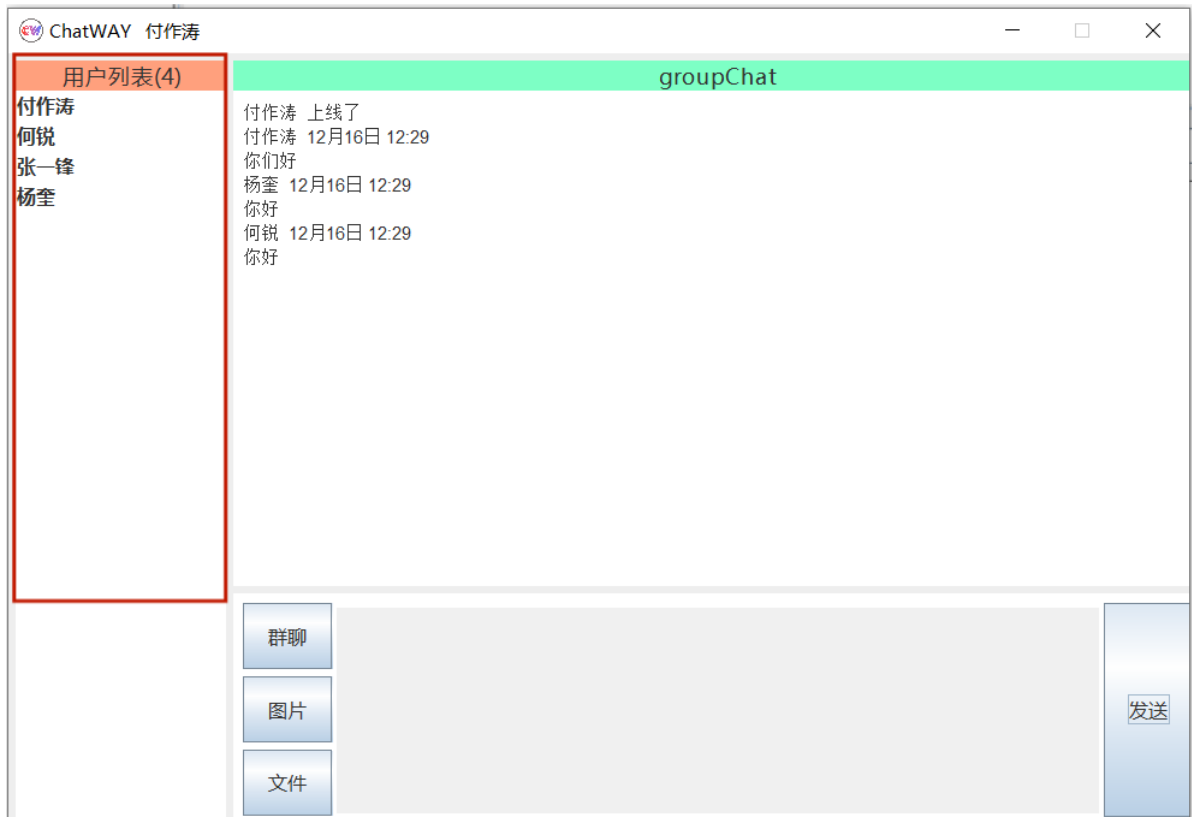 ChatWAY 付作涛
用户列表(4)
付作涛
何锐
张一锋
杨奎
groupChat
付作涛 上线了
付作涛 12月16日 12:29
你们好
杨奎 12月16日 12:29
你好
何锐 12月16日 12:29
你好
群聊
图片
文件
发送